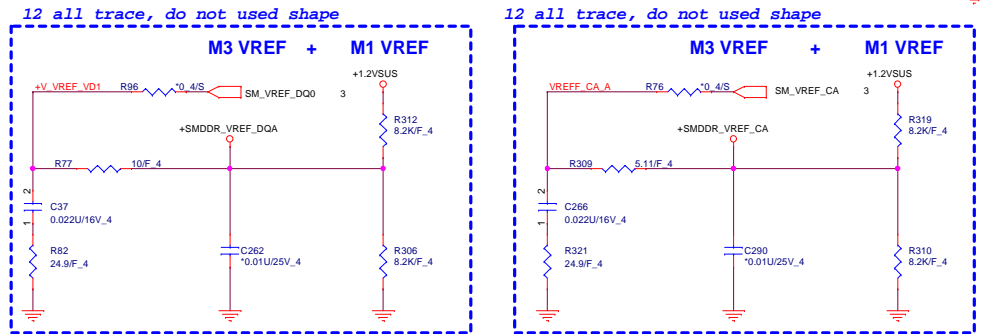 12 all trace, do not used shape
M3 VREF + M1 VREF
+1.2VSUS
+V_VREF_VD1
R96
*0_4/S
SM_VREF_DQ0 3
R312
8.2K/F_4
+SMDDR_VREF_DQA
R77
10/F_4
2
C37
0.022U/16V_4
1
R82
24.9/F_4
C262
*0.01U/25V_4
R306
8.2K/F_4
12 all trace, do not used shape
M3 VREF + M1 VREF
+1.2VSUS
VREFF_CA_A
R76
*0_4/S
SM_VREF_CA 3
R319
8.2K/F_4
+SMDDR_VREF_CA
R309
5.11/F_4
2
C266
0.022U/16V_4
1
R321
24.9/F_4
C290
*0.01U/25V_4
R310
8.2K/F_4